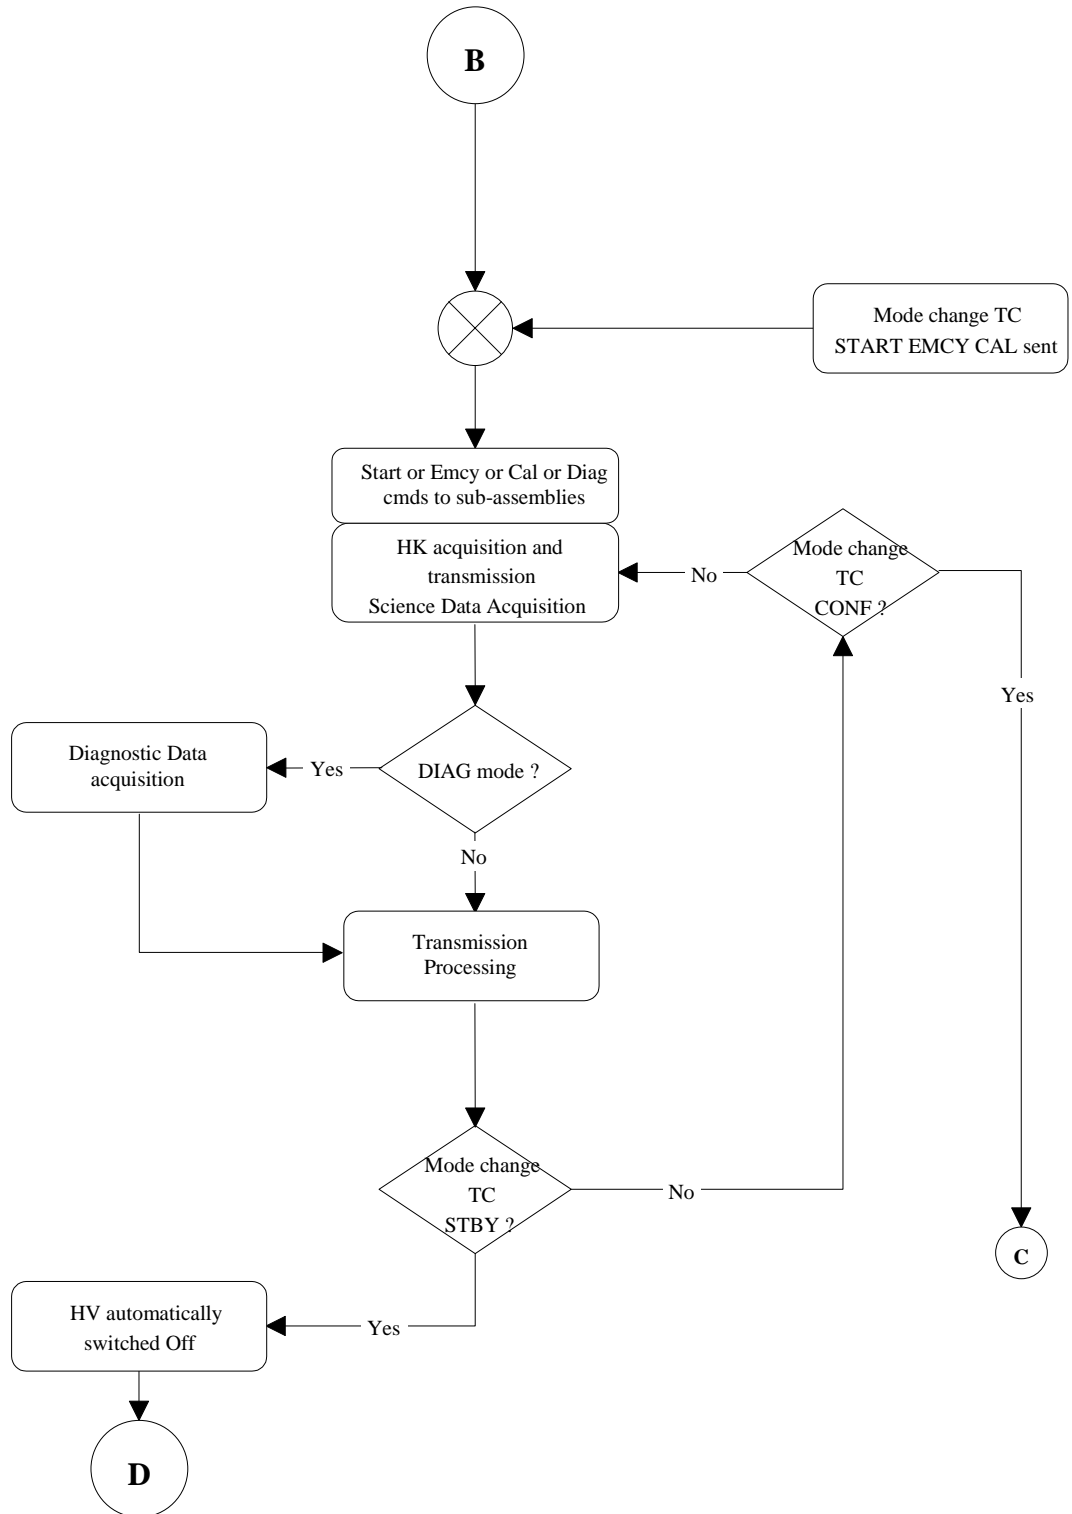 B
Mode change TC
START EMCY CAL sent
Start or Emcy or Cal or Diag
cmds to sub-assemblies
HK acquisition and
transmission
Science Data Acquisition
No
Mode change
TC
CONF ?
Yes
Diagnostic Data
acquisition
Yes
DIAG mode ?
No
Transmission
Processing
Mode change
TC
STBY ?
No
C
HV automatically
switched Off
Yes
D